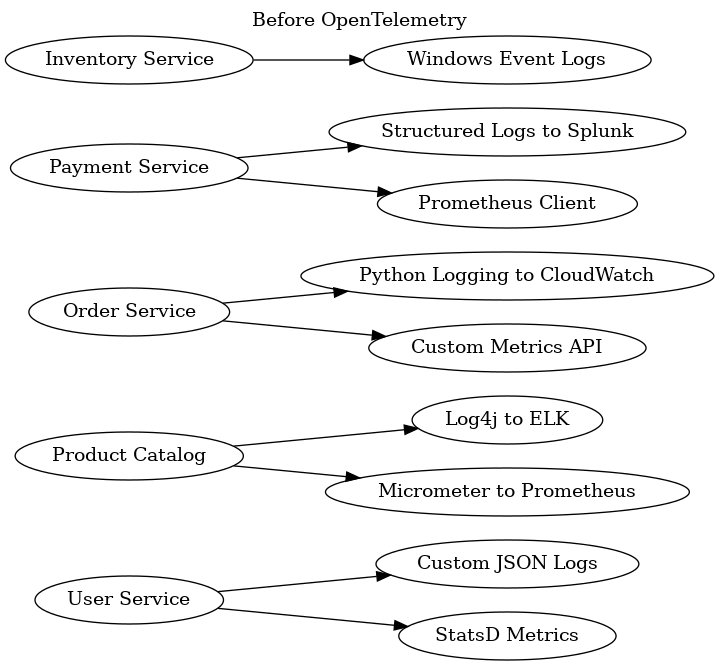 Before OpenTelemetry
Inventory Service
Windows Event Logs
Payment Service
Structured Logs to Splunk
Prometheus Client
Order Service
Python Logging to CloudWatch
Custom Metrics API
Product Catalog
Log4j to ELK
Micrometer to Prometheus
User Service
Custom JSON Logs
StatsD Metrics